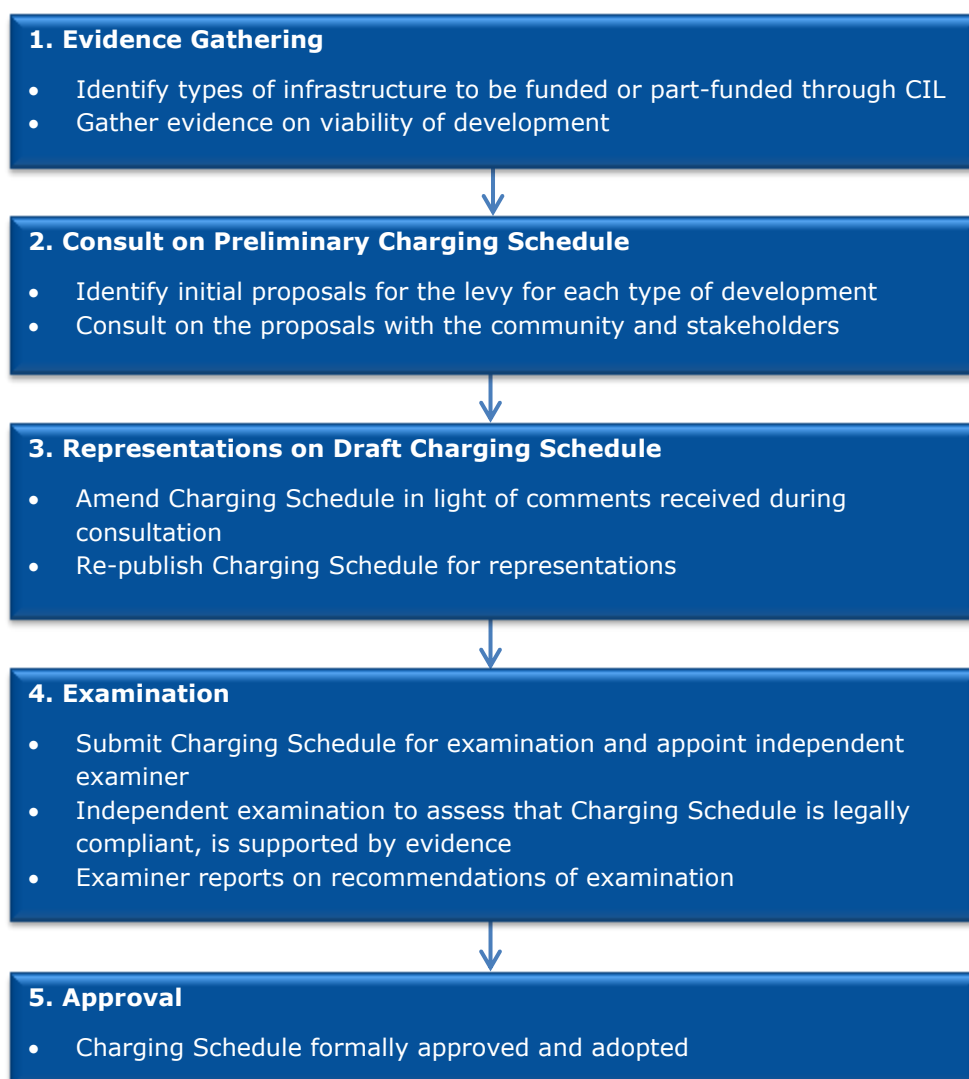 1. Evidence Gathering
• Identify types of infrastructure to be funded or part-funded through CIL
• Gather evidence on viability of development
2. Consult on Preliminary Charging Schedule
• Identify initial proposals for the levy for each type of development
• Consult on the proposals with the community and stakeholders
3. Representations on Draft Charging Schedule
• Amend Charging Schedule in light of comments received during
consultation
• Re-publish Charging Schedule for representations
4. Examination
• Submit Charging Schedule for examination and appoint independent
examiner
• Independent examination to assess that Charging Schedule is legally
compliant, is supported by evidence
• Examiner reports on recommendations of examination
5. Approval
• Charging Schedule formally approved and adopted